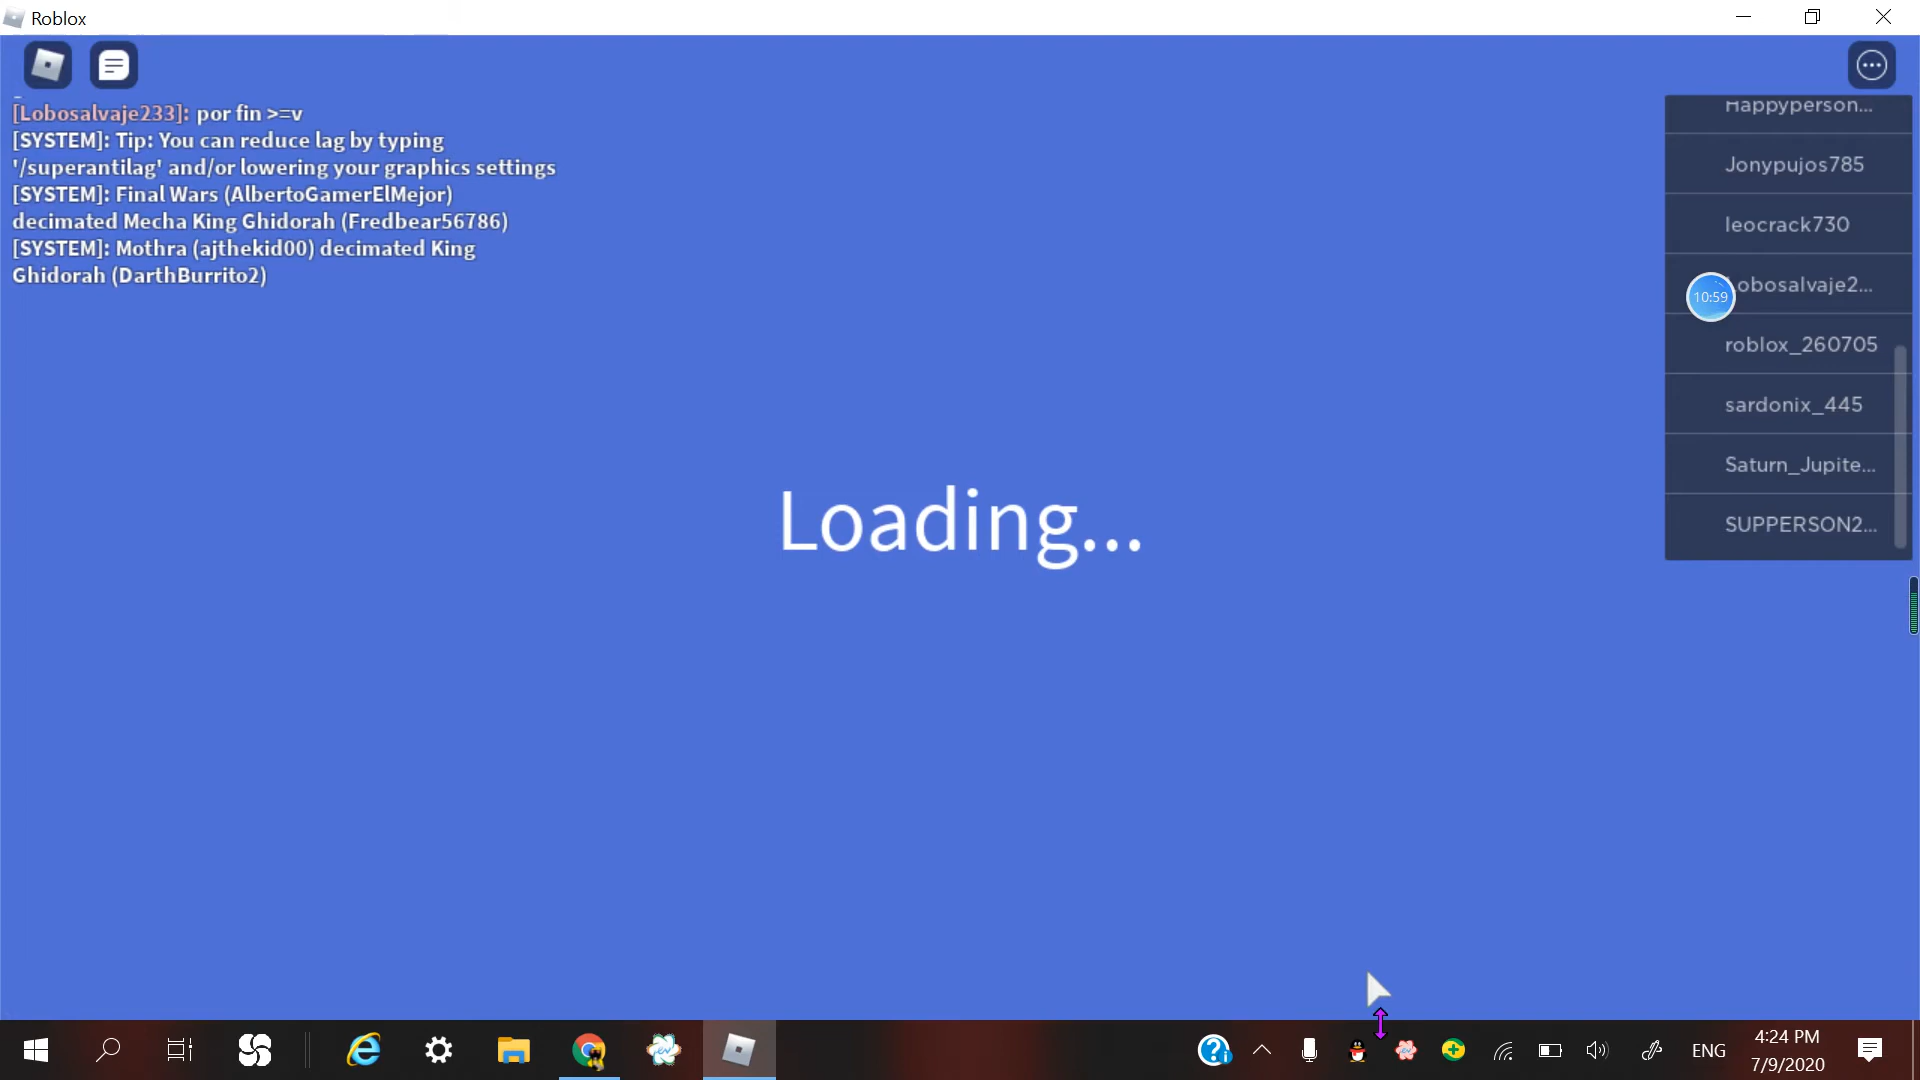 Roblox
[Lobosalvaje233]: por fin >=v
[SYSTEM]: Tip: You can reduce lag by typing
'/superantilag' and/or lowering your graphics settings
[SYSTEM]: Final Wars (AlbertoGamerElMejor)
decimated Mecha King Ghidorah (Fredbear56786)
[SYSTEM]: Mothra (ajthekid00) decimated King
Ghidorah (DarthBurrito2)
Happyperson...
Jonypujos785
leocrack730
10:59
obosalvaje2...
roblox_260705
sardonix_445
Saturn_Jupite...
SUPPERSON2...
Loading...
ENG
4:24 PM
7/9/2020